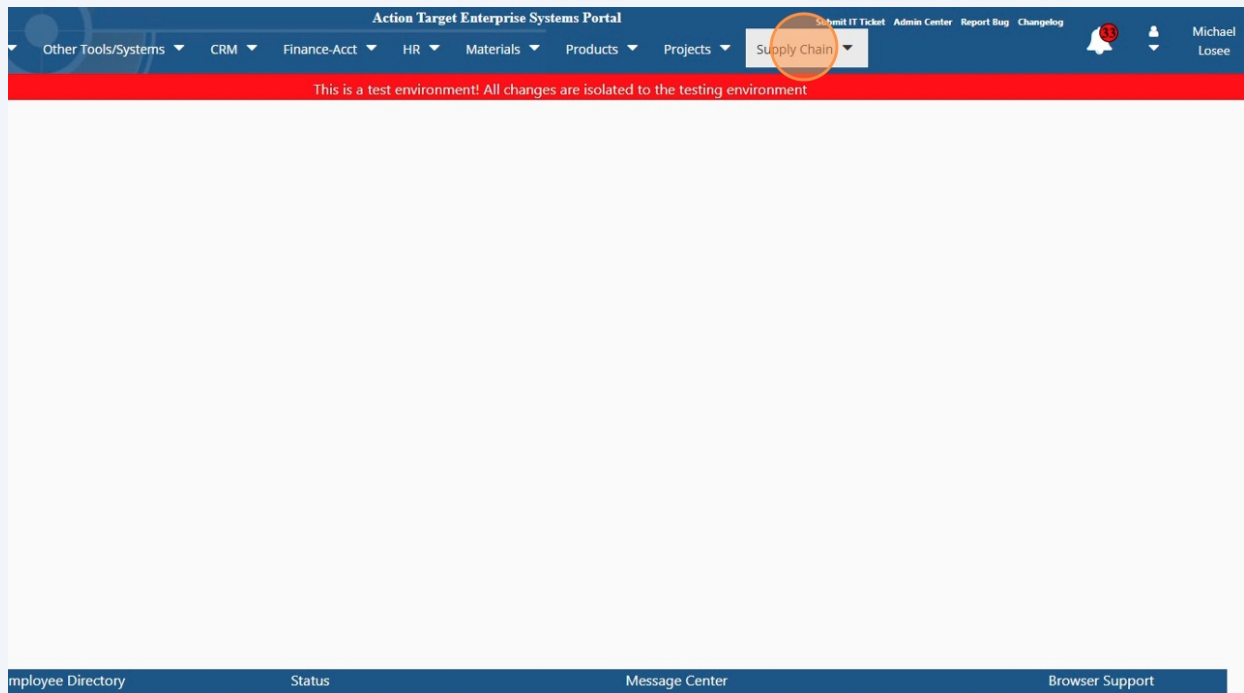 Action Target Enterprise Systems Portal
Submit IT Ticket Admin Center Report Bug Changelog
33
Michael
Losee
Other Tools/Systems CRM Finance-Acct HR Materials Products Projects Supply Chain
This is a test environment! All changes are isolated to the testing environment
mployee Directory Status Message Center Browser Support